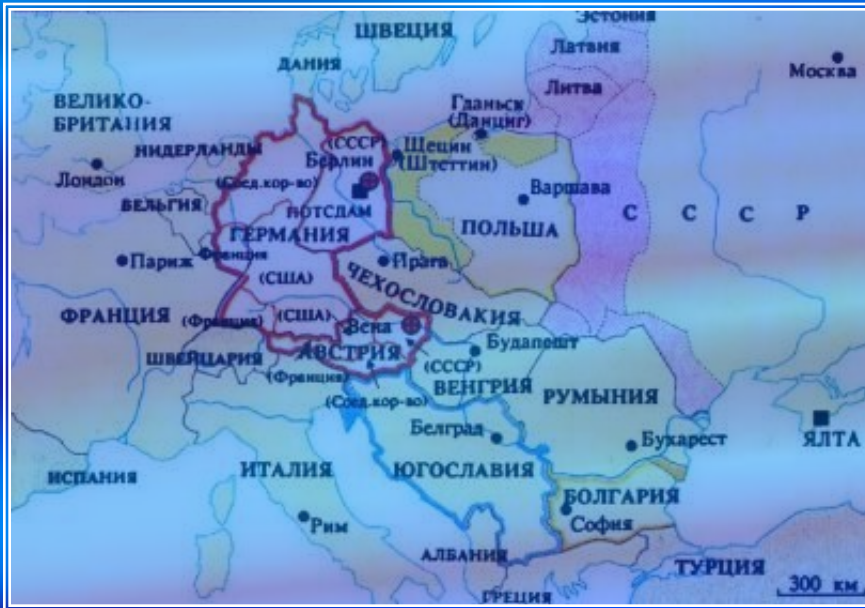 Эстония
ШВЕЦИЯ
Латвия
Москва
ДАНИЯ
Литва
ВЕЛИКО-
БРИТАНИЯ
Гданьск
(Данциг)
НИДЕРЛАНДЫ
(СССР)
Берлин
Щецин
(Штеттин)
Лондон
(Соед.кор-во)
Варшава
БЕЛЬГИЯ
ПОТСДАМ
С С С Р
ПОЛЬША
ГЕРМАНИЯ
Франция
Париж
Прага
(США)
ЧЕХОСЛОВАКИЯ
ФРАНЦИЯ
(Франция)
(США)
Вена
Будапешт
ШВЕЙЦАРИЯ
АВСТРИЯ
(СССР)
(Франция)
ВЕНГРИЯ
(Соед.кор-во)
РУМЫНИЯ
Белград
Бухарест
ЯЛТА
ИСПАНИЯ
ИТАЛИЯ
ЮГОСЛАВИЯ
БОЛГАРИЯ
София
Рим
АЛБАНИЯ
ТУРЦИЯ
300 км
ГРЕЦИЯ